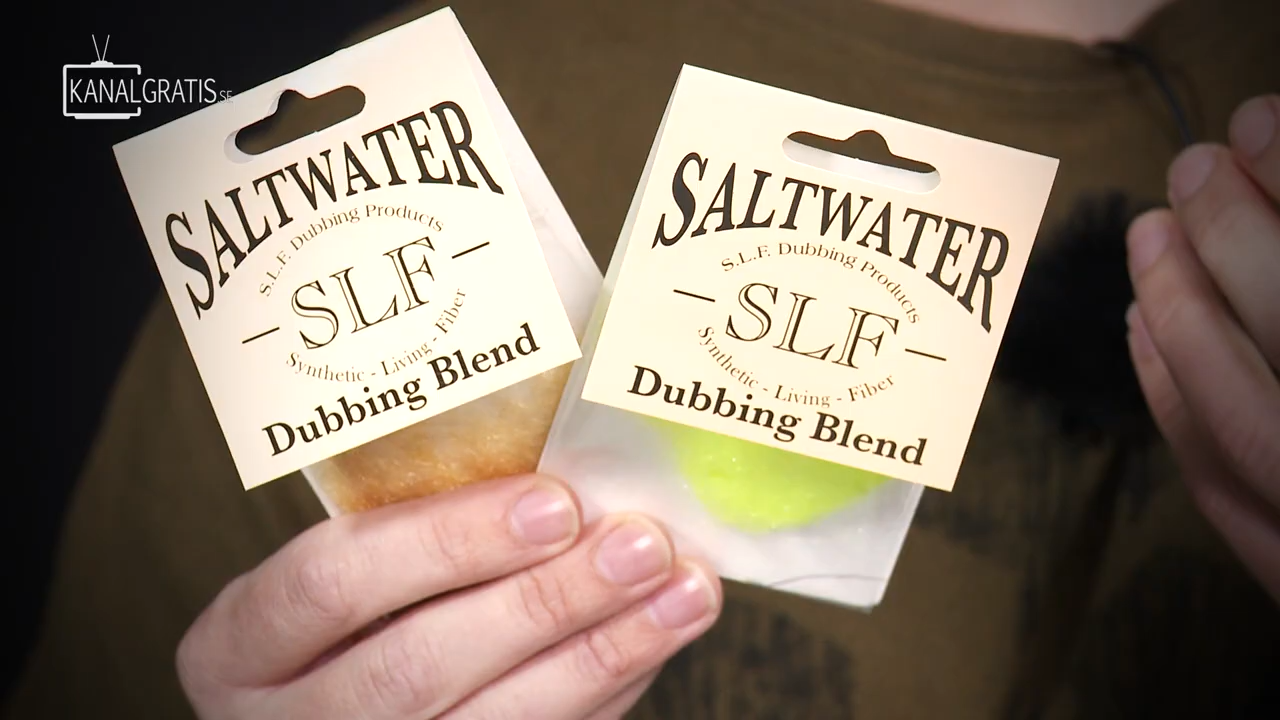 KANALGRATIS.SE
SALTWATER
S.L.F. Dubbing Products
SLF
Synthetic - Living - Fiber
Dubbing Blend
SALTWATER
S.L.F. Dubbing Products
SLF
Synthetic - Living - Fiber
Dubbing Blend